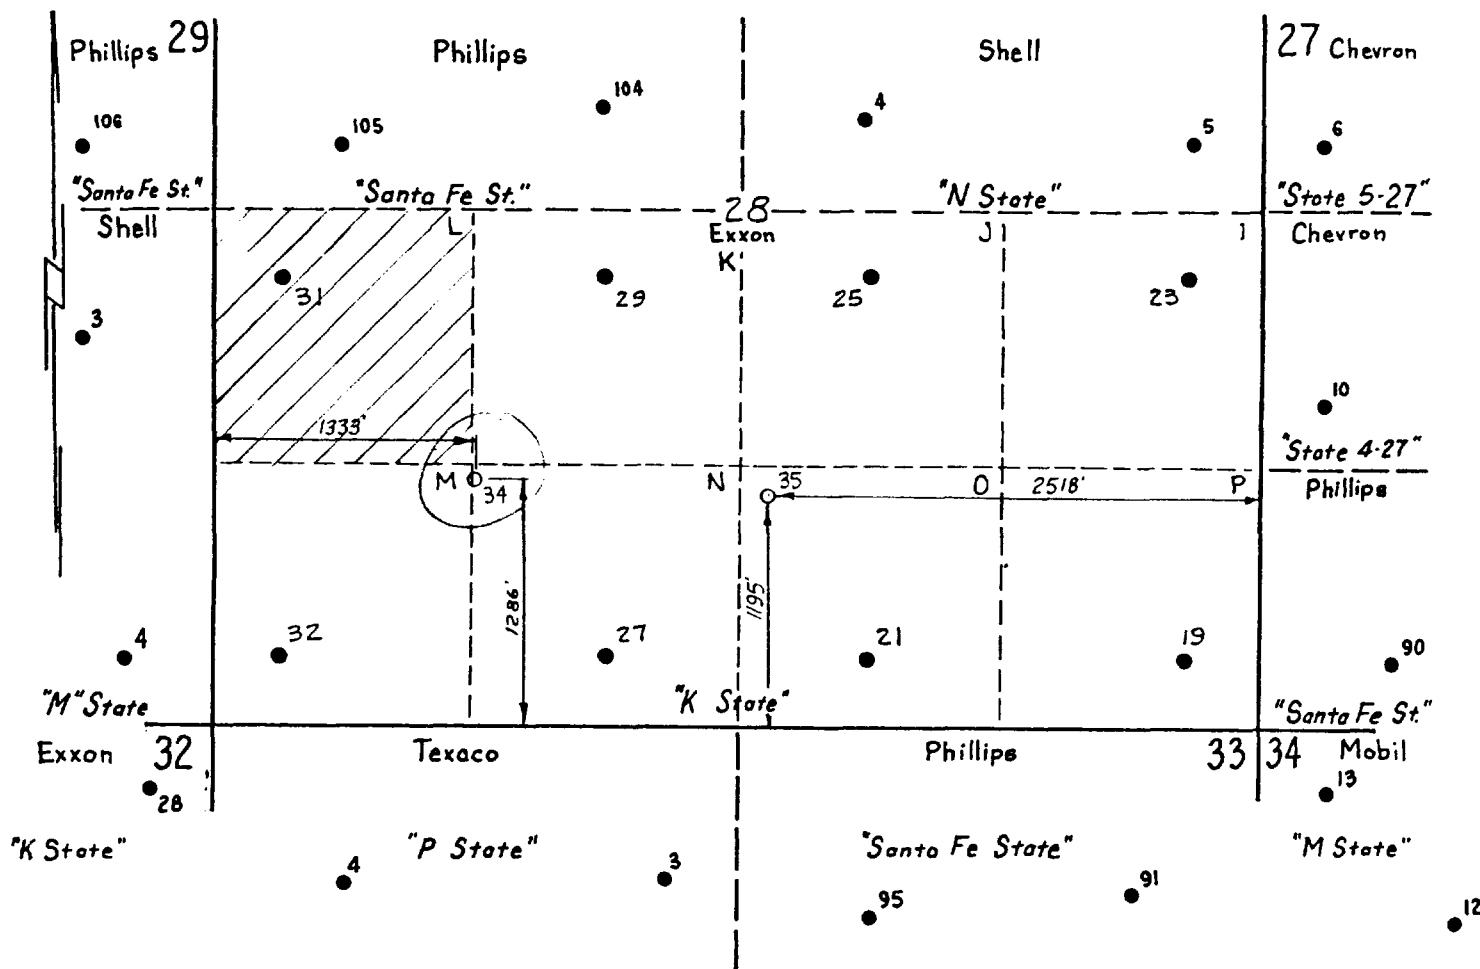 Phillips 29 Phillips Shell 27 Chevron
106 105 104 4 5 6
"Santa Fe St." "Santa Fe St." "N State" "State 5-27"
28
Shell L Exxon J I Chevron
K
31 29 25 23
3
10
1333' "State 4-27"
M 34 N 35 O 2518' P Phillips
1286' 1195'
4 32 27 21 19 90
"M" State "K State" "Santa Fe St."
Exxon 32 Texaco Phillips 33 34 Mobil
28 13
"K State" "P State" "Santa Fe State" "M State"
4 3 95 91 12